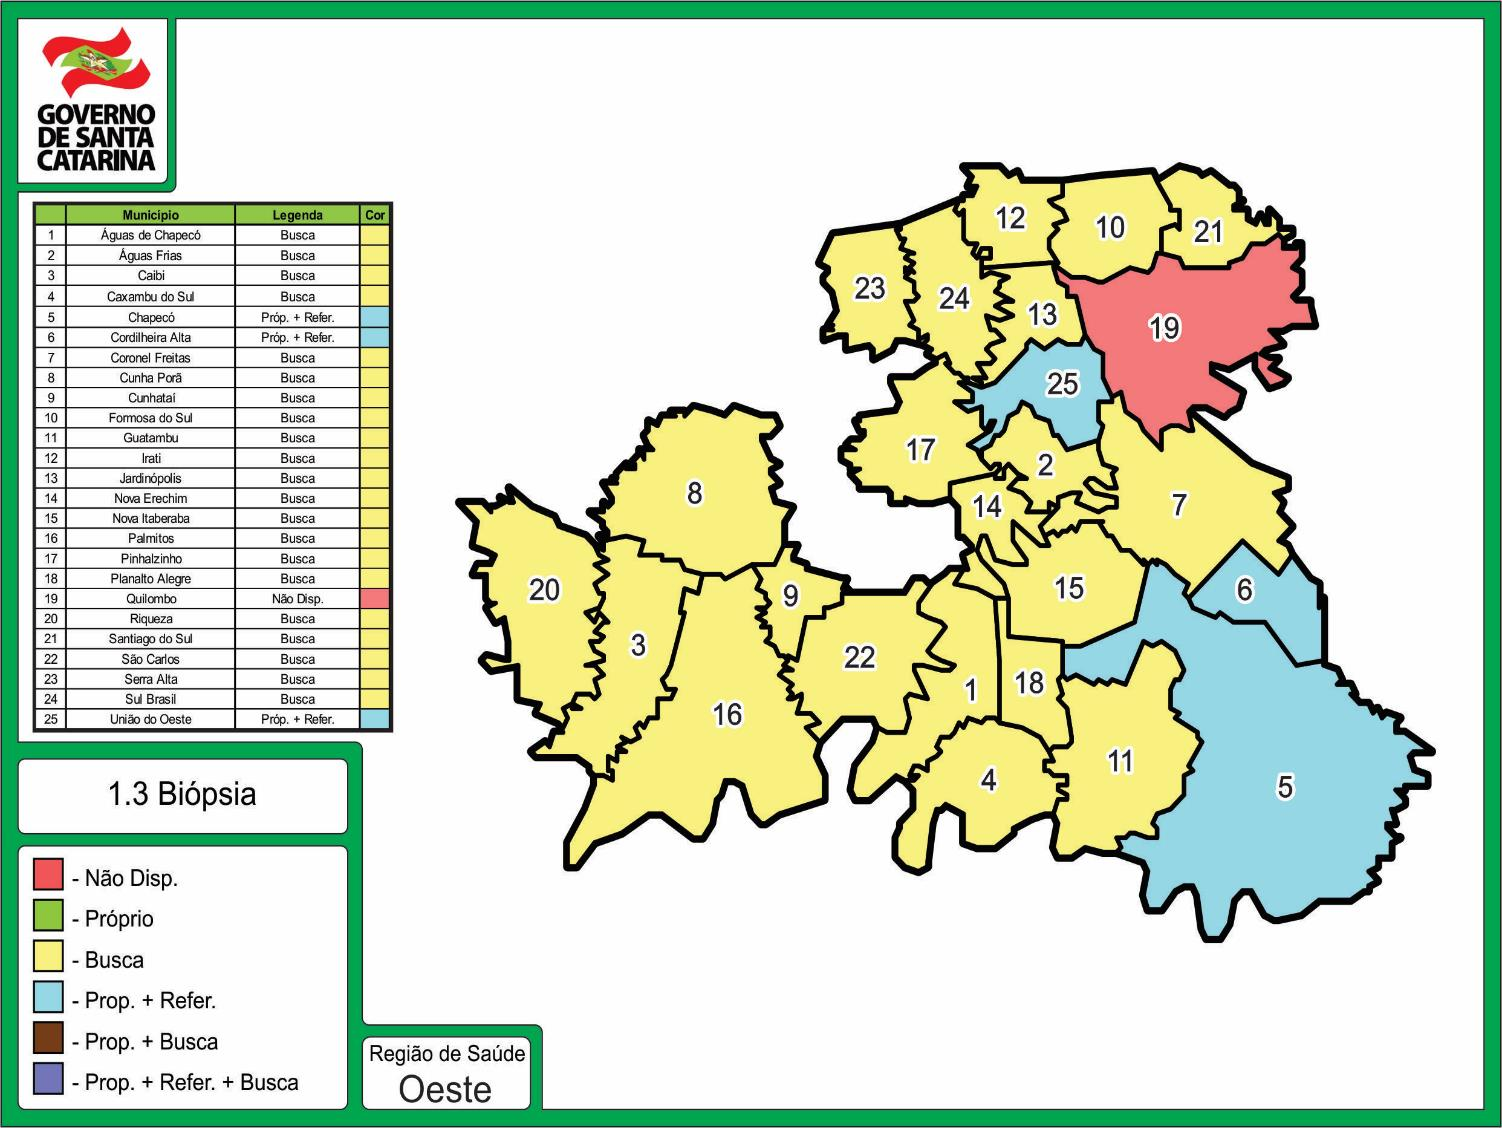 GOVERNO
DE SANTA
CATARINA
Município Legenda Cor
1 Águas de Chapecó Busca
2 Águas Frias Busca
3 Caibi Busca
4 Caxambu do Sul Busca
5 Chapecó Próp. + Refer.
6 Cordilheira Alta Próp. + Refer.
7 Coronel Freitas Busca
8 Cunha Porã Busca
9 Cunhataí Busca
10 Formosa do Sul Busca
11 Guatambu Busca
12 Irati Busca
13 Jardinópolis Busca
14 Nova Erechim Busca
15 Nova Itaberaba Busca
16 Palmitos Busca
17 Pinhalzinho Busca
18 Planalto Alegre Busca
19 Quilombo Não Disp.
20 Riqueza Busca
21 Santiago do Sul Busca
22 São Carlos Busca
23 Serra Alta Busca
24 Sul Brasil Busca
25 União do Oeste Próp. + Refer.
12
10
21
23
24
13
19
25
17
2
8
14
7
20
9
15
6
3
22
1
18
16
11
4
5
1.3 Biópsia
- Não Disp.
- Próprio
- Busca
- Prop. + Refer.
- Prop. + Busca
- Prop. + Refer. + Busca
Região de Saúde
Oeste